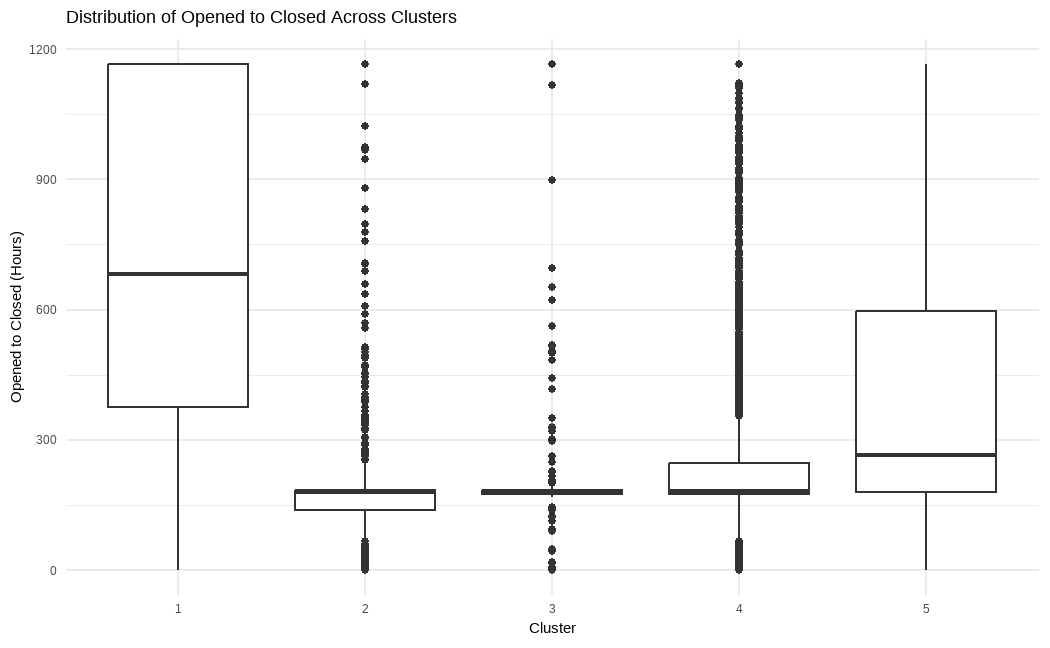 Distribution of Opened to Closed Across Clusters
Opened to Closed (Hours)
1200
900
600
300
0
1 2 3 4 5
Cluster